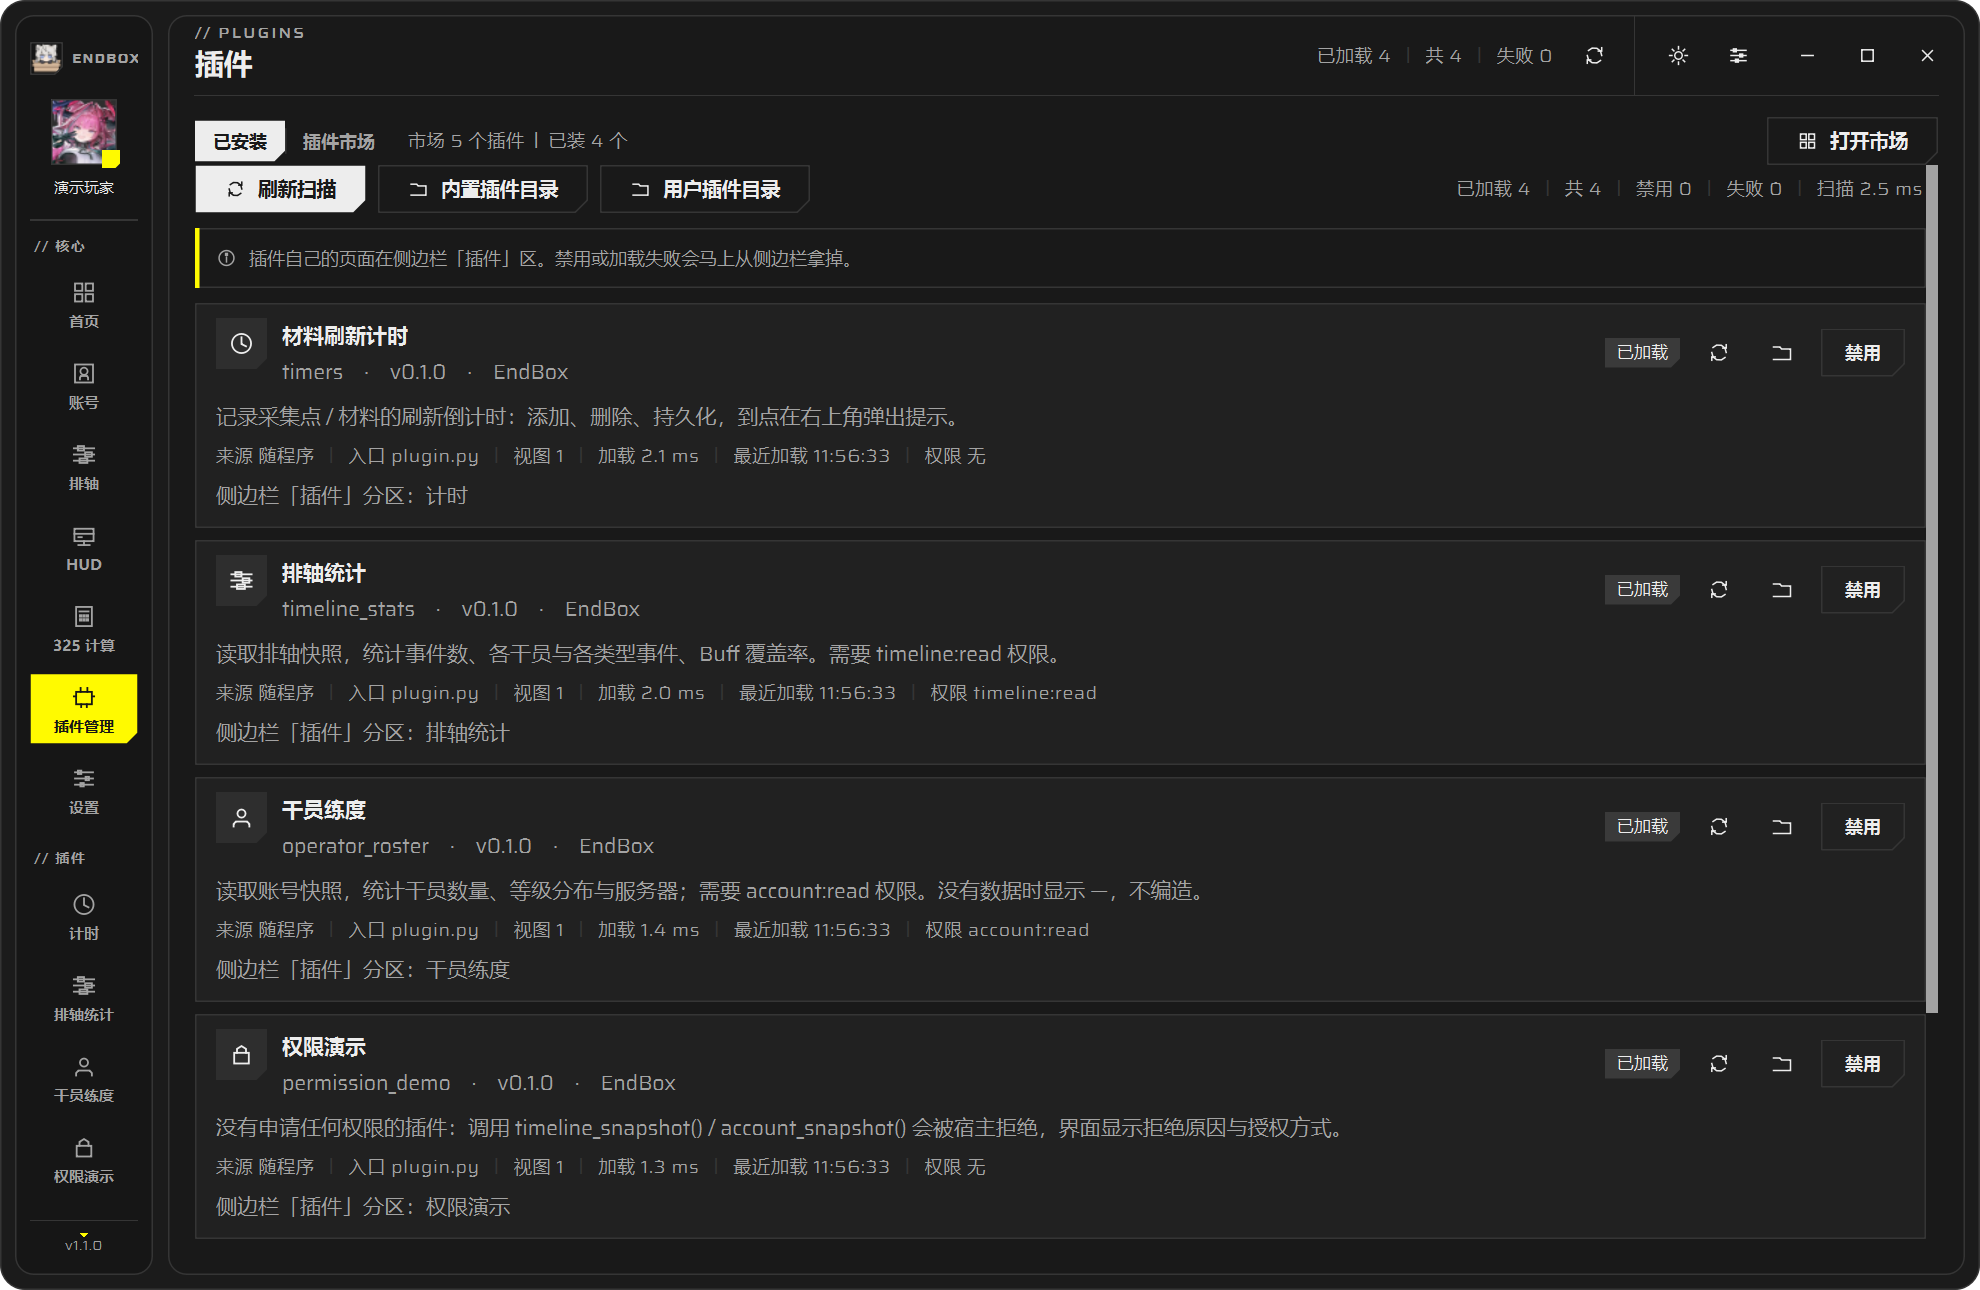 ENDBOX
演示玩家
// 核心
首页
账号
排轴
HUD
325 计算
插件管理
设置
// 插件
计时
排轴统计
干员练度
权限演示
v1.1.0
// PLUGINS
插件
已加载 4 | 共 4 | 失败 0
已安装 插件市场 市场 5 个插件 | 已装 4 个
打开市场
刷新扫描 内置插件目录 用户插件目录
已加载 4 | 共 4 | 禁用 0 | 失败 0 | 扫描 2.5 ms
插件自己的页面在侧边栏「插件」区。禁用或加载失败会马上从侧边栏拿掉。
材料刷新计时
timers · v0.1.0 · EndBox
已加载 禁用
记录采集点 / 材料的刷新倒计时：添加、删除、持久化，到点在右上角弹出提示。
来源 随程序 | 入口 plugin.py | 视图 1 | 加载 2.1 ms | 最近加载 11:56:33 | 权限 无
侧边栏「插件」分区：计时
排轴统计
timeline_stats · v0.1.0 · EndBox
已加载 禁用
读取排轴快照，统计事件数、各干员与各类型事件、Buff 覆盖率。需要 timeline:read 权限。
来源 随程序 | 入口 plugin.py | 视图 1 | 加载 2.0 ms | 最近加载 11:56:33 | 权限 timeline:read
侧边栏「插件」分区：排轴统计
干员练度
operator_roster · v0.1.0 · EndBox
已加载 禁用
读取账号快照，统计干员数量、等级分布与服务器；需要 account:read 权限。没有数据时显示 —，不编造。
来源 随程序 | 入口 plugin.py | 视图 1 | 加载 1.4 ms | 最近加载 11:56:33 | 权限 account:read
侧边栏「插件」分区：干员练度
权限演示
permission_demo · v0.1.0 · EndBox
已加载 禁用
没有申请任何权限的插件：调用 timeline_snapshot() / account_snapshot() 会被宿主拒绝，界面显示拒绝原因与授权方式。
来源 随程序 | 入口 plugin.py | 视图 1 | 加载 1.3 ms | 最近加载 11:56:33 | 权限 无
侧边栏「插件」分区：权限演示